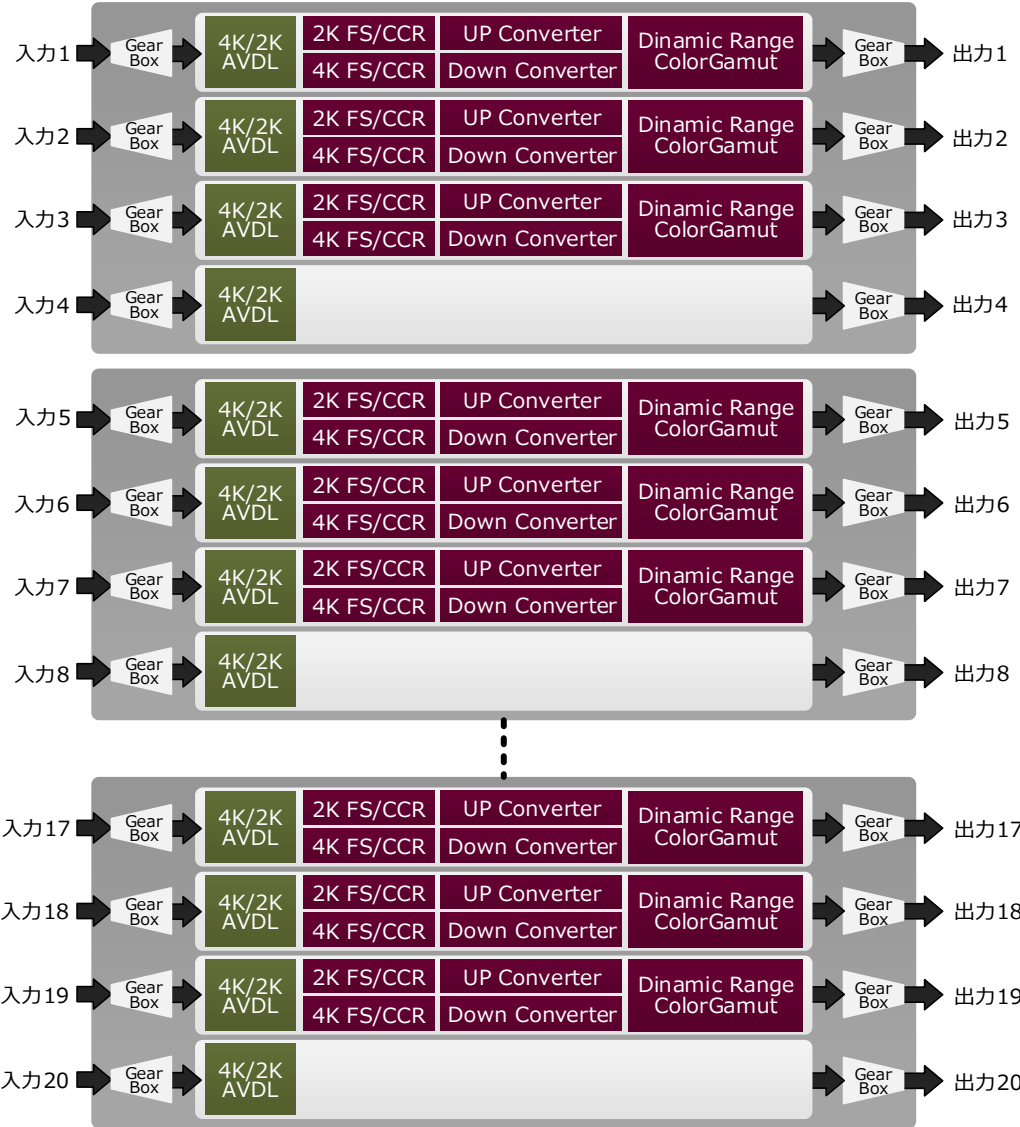 入力1
Gear
Box
4K/2K
AVDL
2K FS/CCR
4K FS/CCR
UP Converter
Down Converter
Dinamic Range
ColorGamut
Gear
Box
出力1
入力2
Gear
Box
4K/2K
AVDL
2K FS/CCR
4K FS/CCR
UP Converter
Down Converter
Dinamic Range
ColorGamut
Gear
Box
出力2
入力3
Gear
Box
4K/2K
AVDL
2K FS/CCR
4K FS/CCR
UP Converter
Down Converter
Dinamic Range
ColorGamut
Gear
Box
出力3
入力4
Gear
Box
4K/2K
AVDL
Gear
Box
出力4
入力5
Gear
Box
4K/2K
AVDL
2K FS/CCR
4K FS/CCR
UP Converter
Down Converter
Dinamic Range
ColorGamut
Gear
Box
出力5
入力6
Gear
Box
4K/2K
AVDL
2K FS/CCR
4K FS/CCR
UP Converter
Down Converter
Dinamic Range
ColorGamut
Gear
Box
出力6
入力7
Gear
Box
4K/2K
AVDL
2K FS/CCR
4K FS/CCR
UP Converter
Down Converter
Dinamic Range
ColorGamut
Gear
Box
出力7
入力8
Gear
Box
4K/2K
AVDL
Gear
Box
出力8
入力17
Gear
Box
4K/2K
AVDL
2K FS/CCR
4K FS/CCR
UP Converter
Down Converter
Dinamic Range
ColorGamut
Gear
Box
出力17
入力18
Gear
Box
4K/2K
AVDL
2K FS/CCR
4K FS/CCR
UP Converter
Down Converter
Dinamic Range
ColorGamut
Gear
Box
出力18
入力19
Gear
Box
4K/2K
AVDL
2K FS/CCR
4K FS/CCR
UP Converter
Down Converter
Dinamic Range
ColorGamut
Gear
Box
出力19
入力20
Gear
Box
4K/2K
AVDL
Gear
Box
出力20